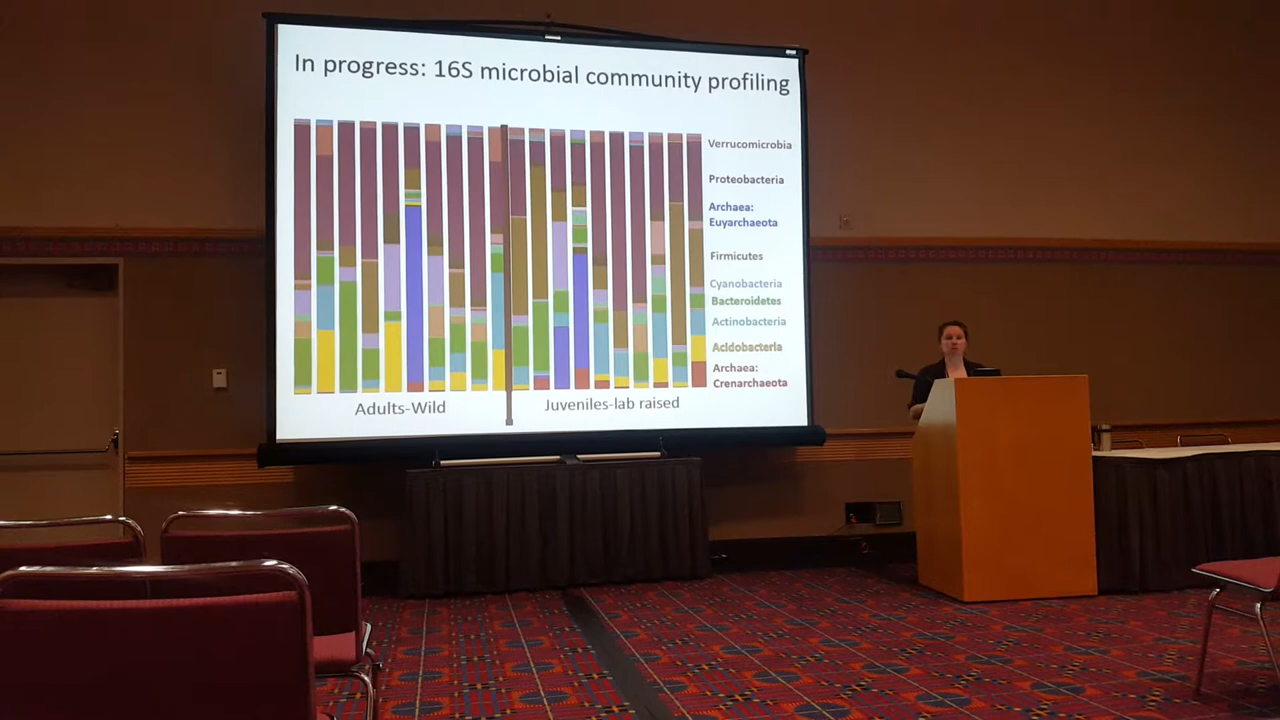 In progress: 16S microbial community profiling
Verrucomicrobia
Proteobacteria
Archaea:
Euyarchaeota
Firmicutes
Cyanobacteria
Bacteroidetes
Actinobacteria
Acidobacteria
Archaea:
Crenarchaeota
Adults-Wild
Juveniles-lab raised